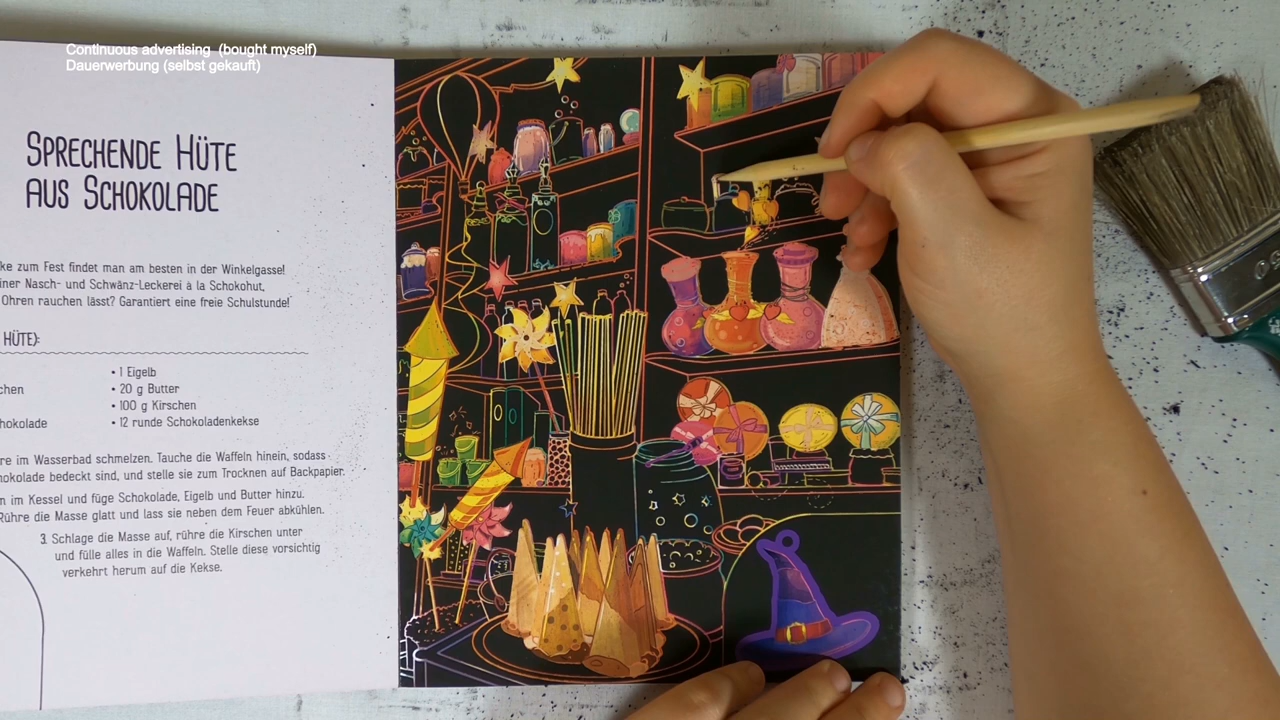 Continuous advertising (bought myself)
Dauerwerbung (selbst gekauft)
SPRECHENDE HÜTE
AUS SCHOKOLADE
ke zum Fest findet man am besten in der Winkelgasse!
iner Nasch- und Schwänz-Leckerei à la Schokohut,
Ohren rauchen lässt? Garantiert eine freie Schulstunde!
HÜTE):
• 1 Eigelb
chen • 20 g Butter
• 100 g Kirschen
hokolade • 12 runde Schokoladenkekse
re im Wasserbad schmelzen. Tauche die Waffeln hinein, sodass
hokolade bedeckt sind, und stelle sie zum Trocknen auf Backpapier.
n im Kessel und füge Schokolade, Eigelb und Butter hinzu.
Rühre die Masse glatt und lass sie neben dem Feuer abkühlen.
3. Schlage die Masse auf, rühre die Kirschen unter
und fülle alles in die Waffeln. Stelle diese vorsichtig
verkehrt herum auf die Kekse.